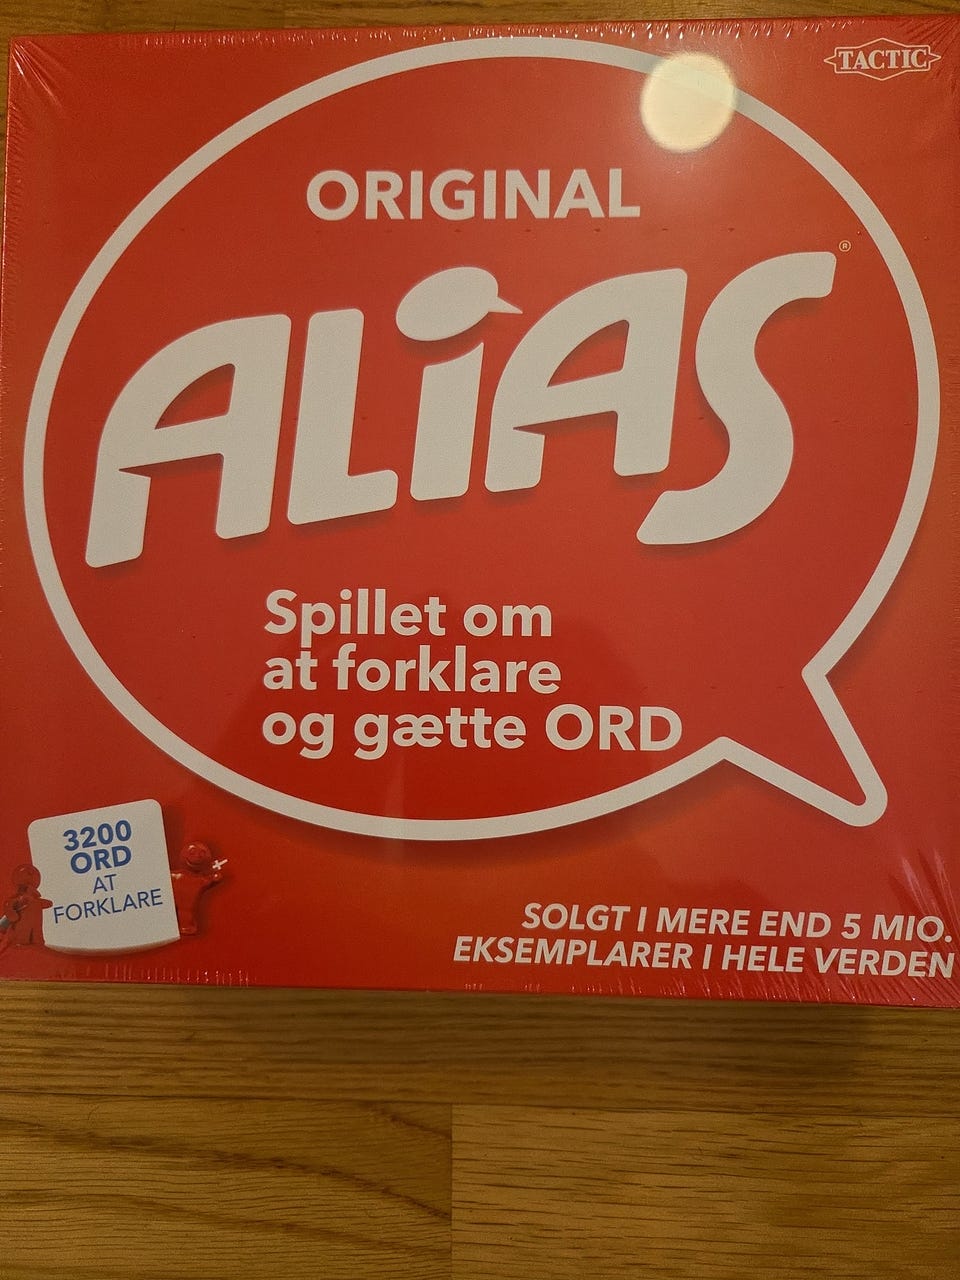 TACTIC
ORIGINAL
ALiAS®
Spillet om
at forklare
og gætte ORD
3200
ORD
AT
FORKLARE
SOLGT I MERE END 5 MIO.
EKSEMPLARER I HELE VERDEN